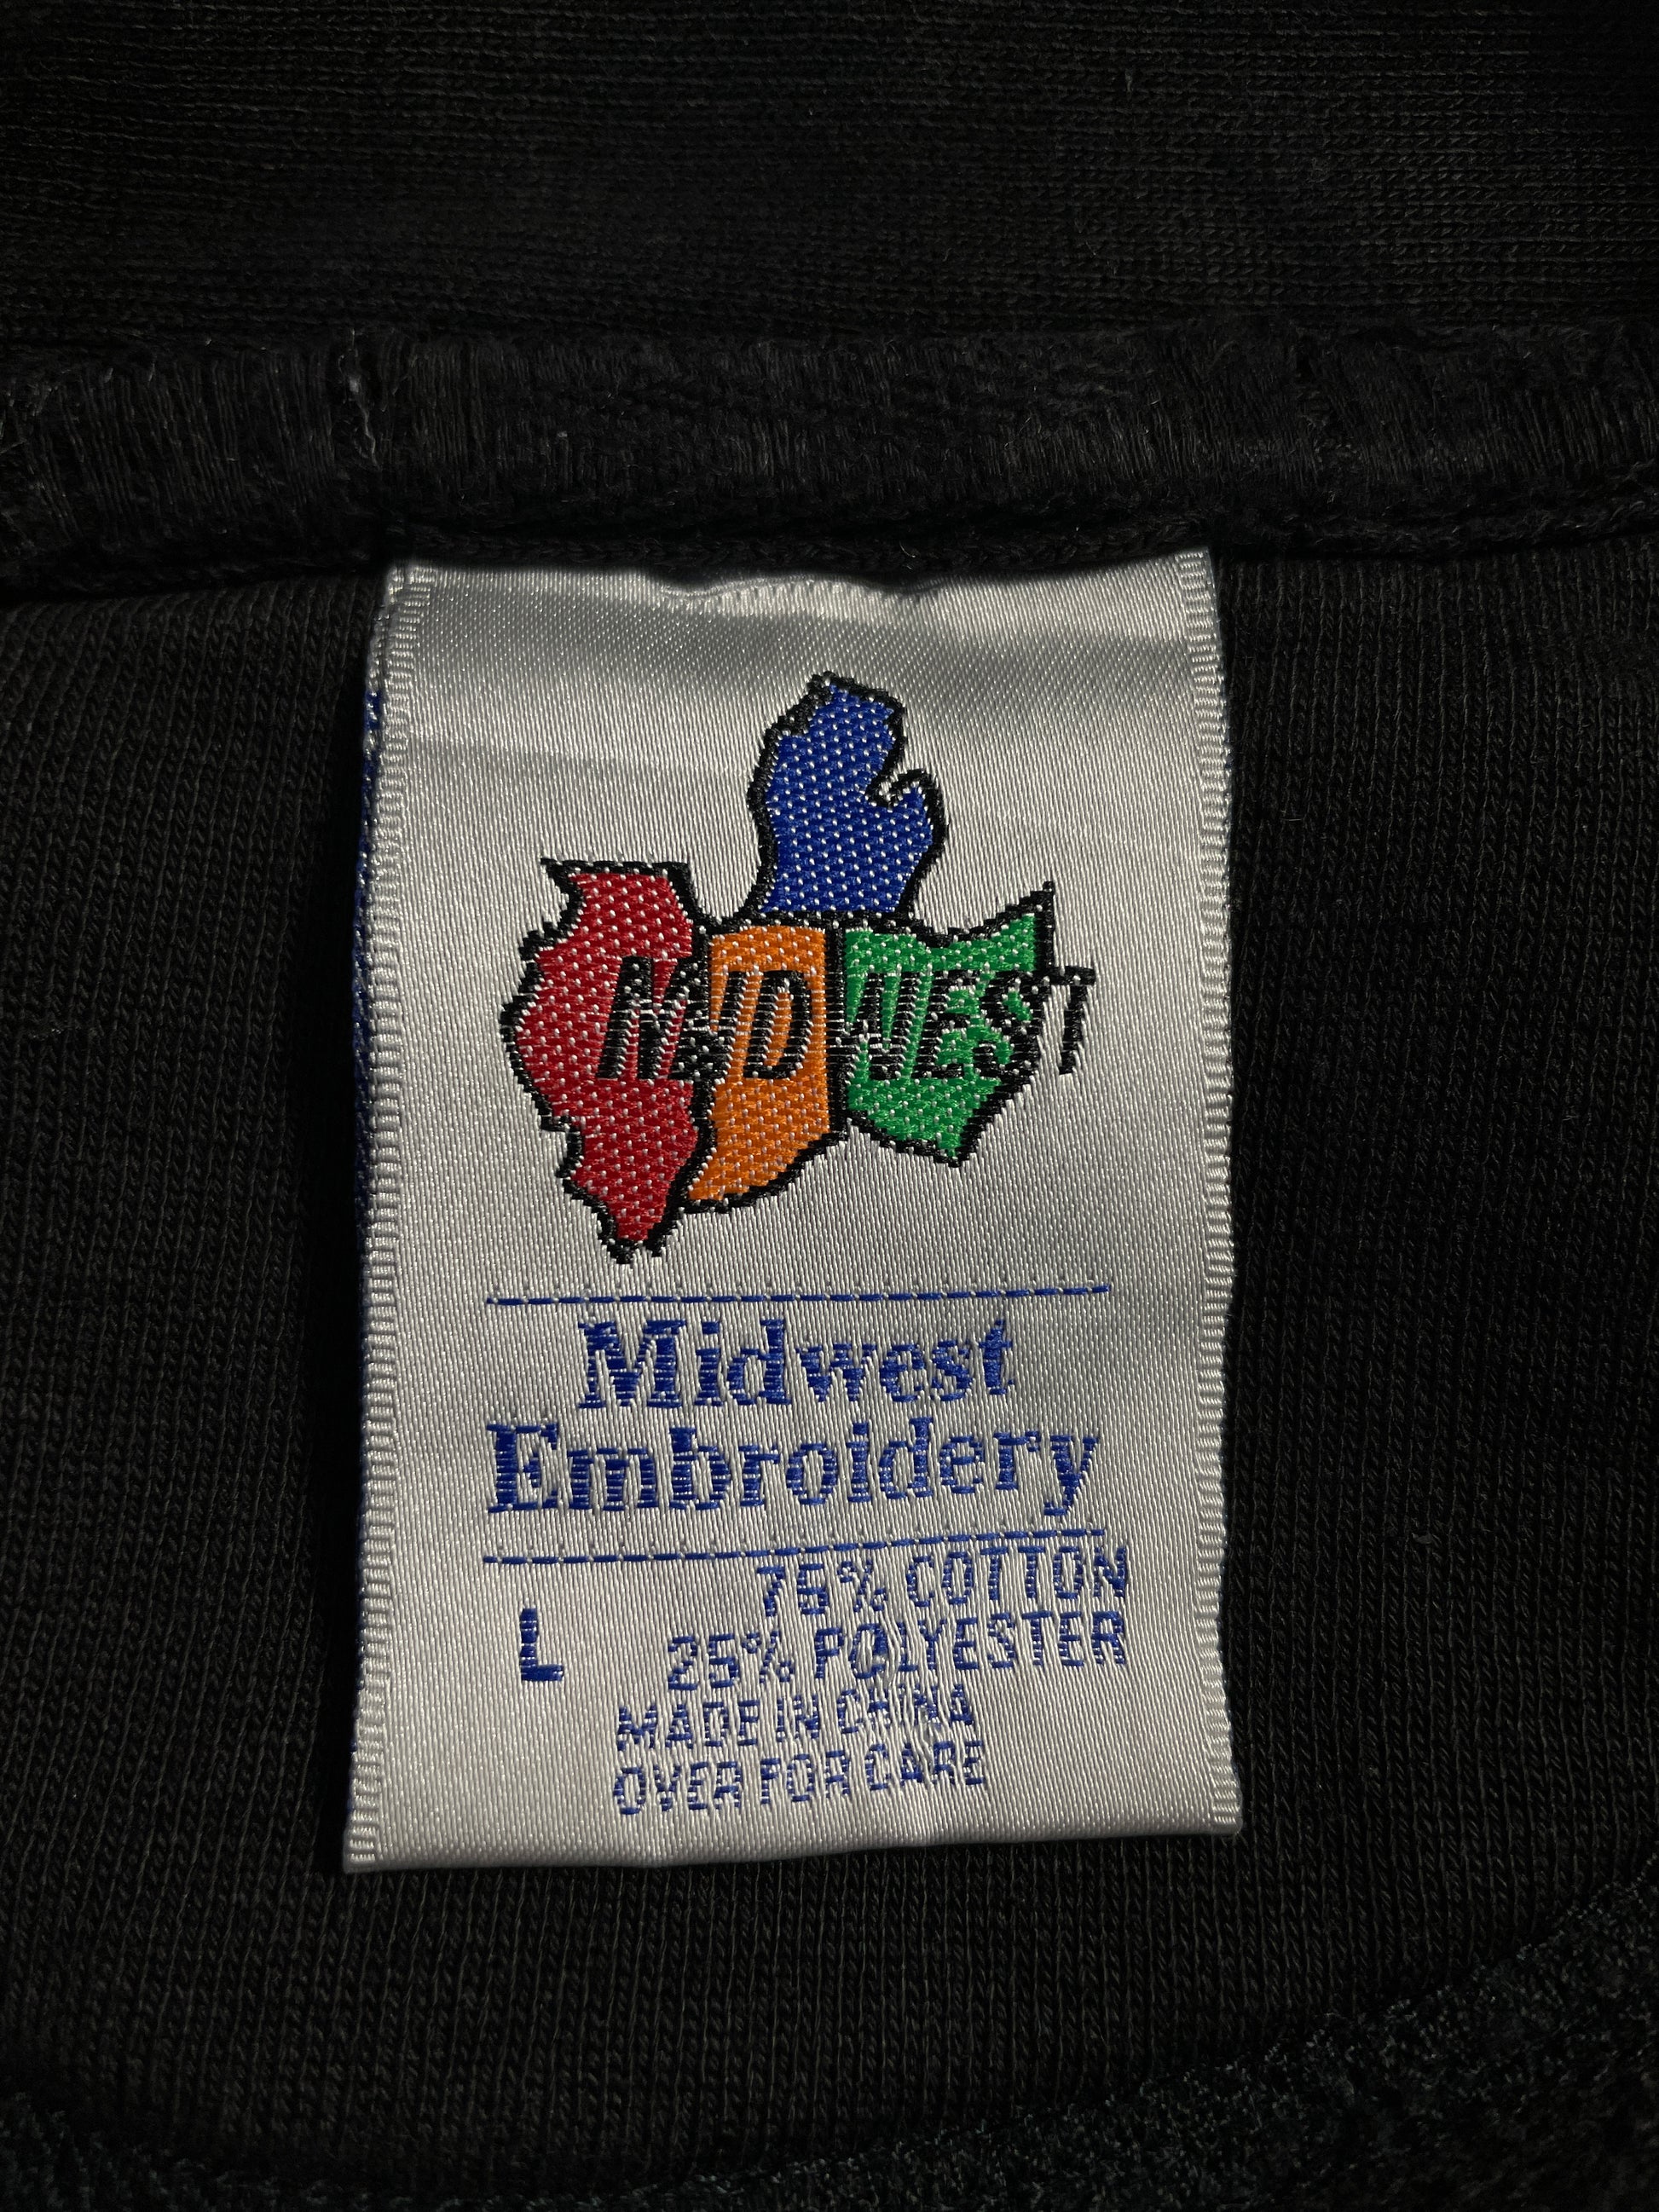 MIDWEST
Midwest
Embroidery
75% COTTON
L 25% POLYESTER
MADE IN CHINA
OVER FOR CARE